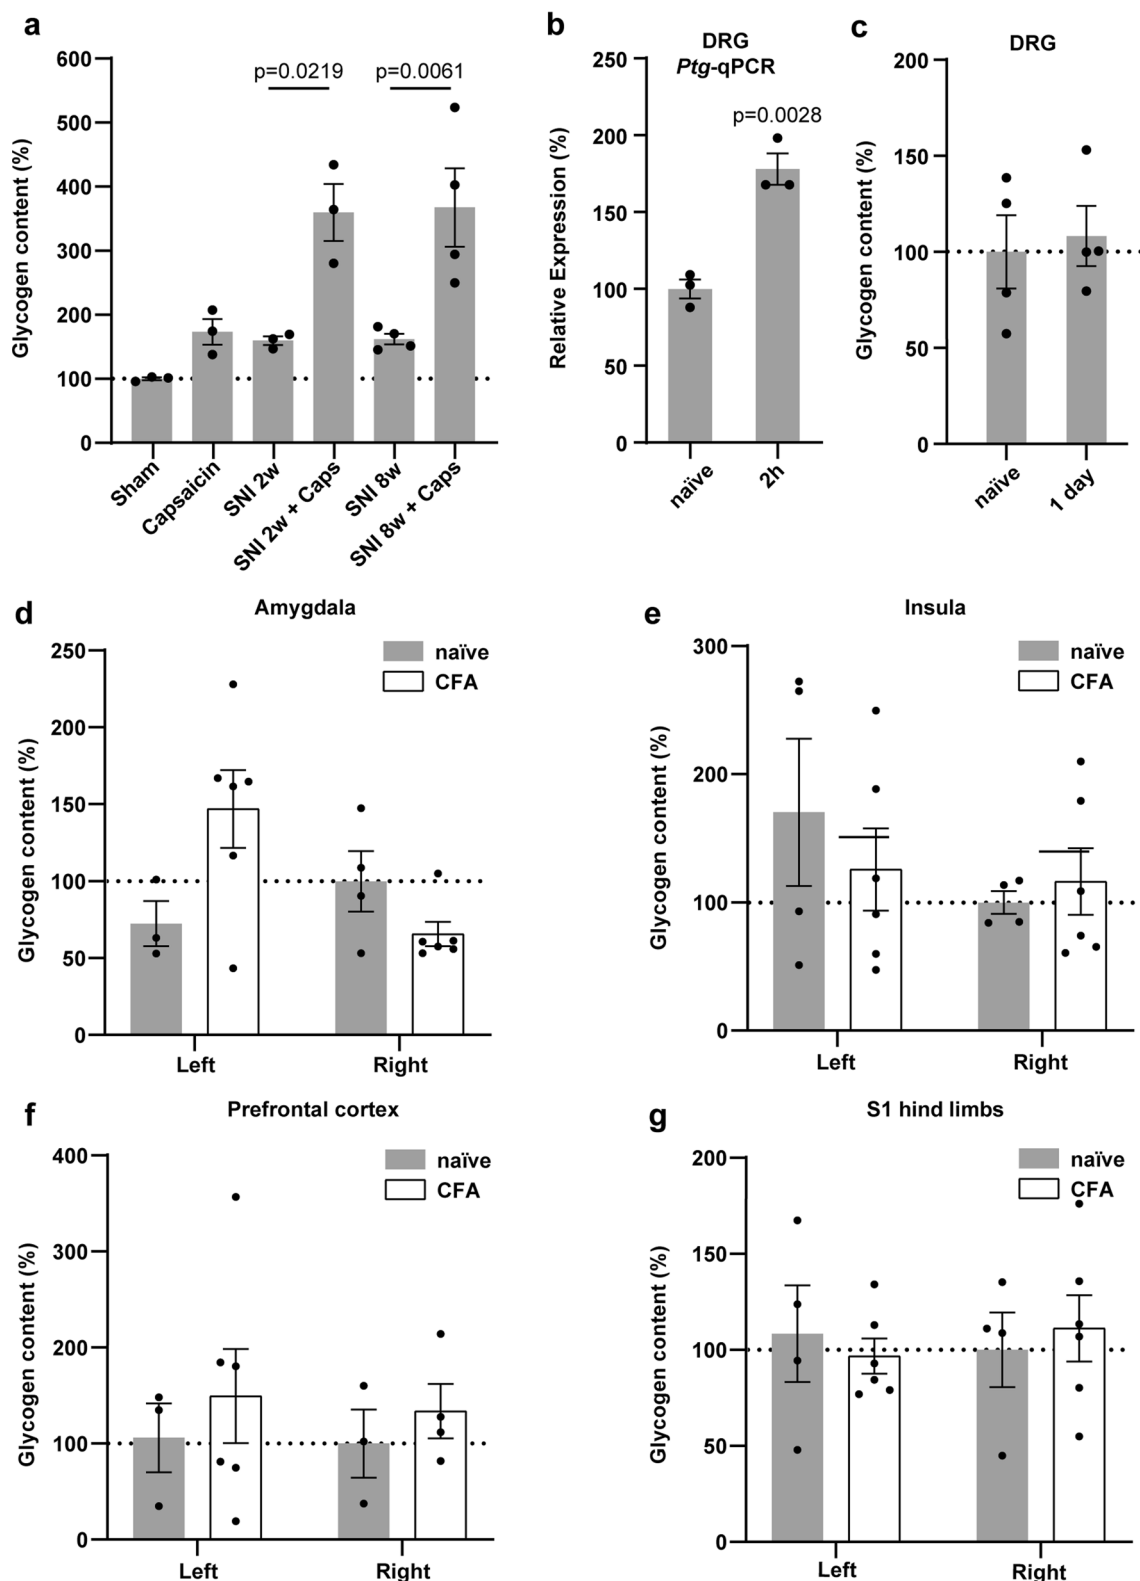 a
Glycogen content (%)
600
500
400
300
200
100
0
p=0.0219
p=0.0061
Sham
Capsaicin
SNI 2w
SNI 2w + Caps
SNI 8w
SNI 8w + Caps
b
DRG
Ptg-qPCR
Relative Expression (%)
250
200
150
100
50
0
p=0.0028
naïve
2h
c
DRG
Glycogen content (%)
200
150
100
50
0
naïve
1 day
d
Amygdala
Glycogen content (%)
250
200
150
100
50
0
naïve
CFA
Left
Right
e
Insula
Glycogen content (%)
300
200
100
0
naïve
CFA
Left
Right
f
Prefrontal cortex
Glycogen content (%)
400
300
200
100
0
naïve
CFA
Left
Right
g
S1 hind limbs
Glycogen content (%)
200
150
100
50
0
naïve
CFA
Left
Right